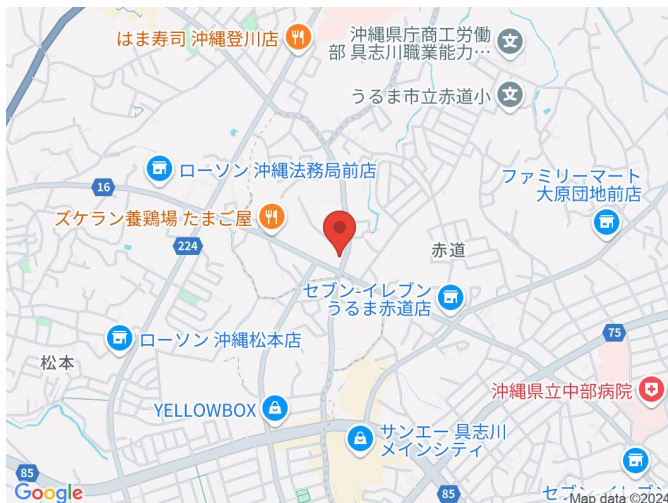 はま寿司 沖縄登川店
沖縄県庁商工労働
部 具志川職業能力…
うるま市立赤道小
ローソン 沖縄法務局前店
ファミリーマート
大原団地前店
16
ズケラン養鶏場 たまご屋
224
赤道
セブン-イレブン
うるま赤道店
75
ローソン 沖縄松本店
松本
沖縄県立中部病院
YELLOWBOX
サンエー 具志川
メインシティ
85
85
セブン-イレブ
Google
Map data ©2024